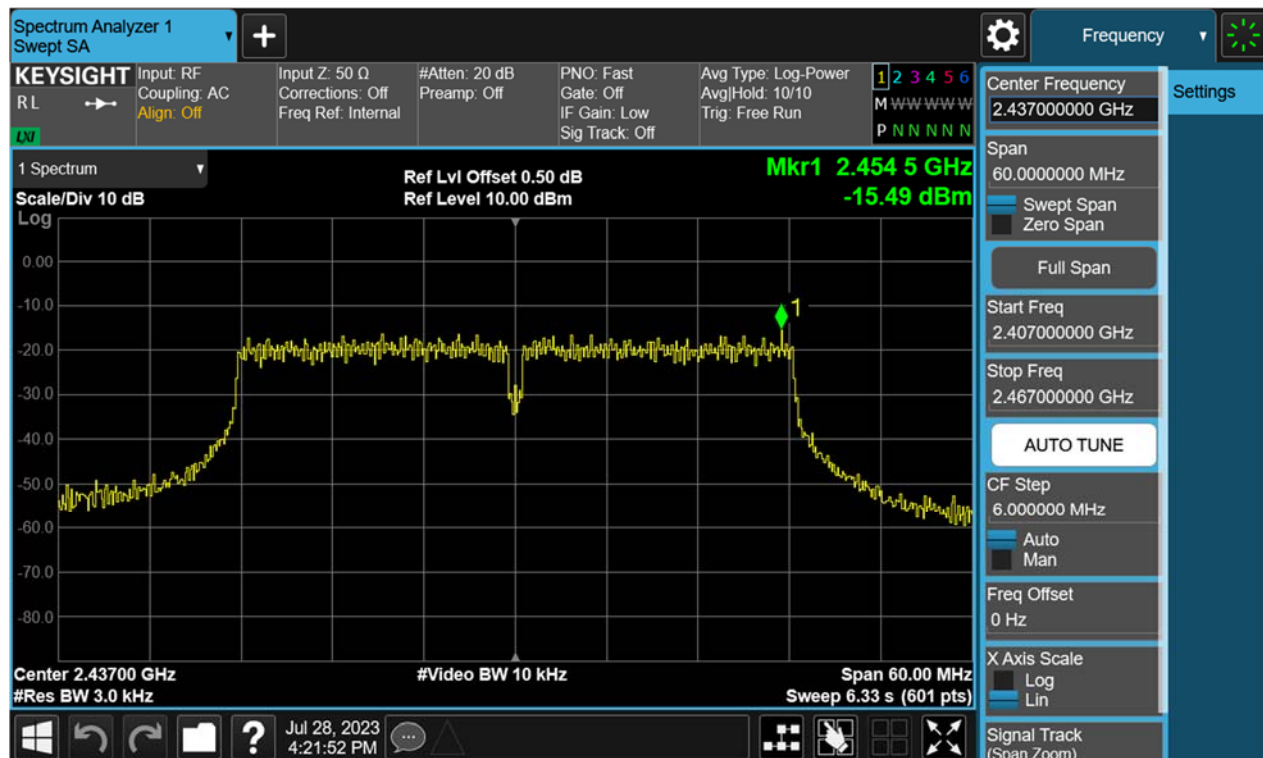 Spectrum Analyzer 1
Swept SA
+
Frequency
KEYSIGHT
RL
LXI
Input: RF
Coupling: AC
Align: Off
Input Z: 50 Ω
Corrections: Off
Freq Ref: Internal
#Atten: 20 dB
Preamp: Off
PNO: Fast
Gate: Off
IF Gain: Low
Sig Track: Off
Avg Type: Log-Power
Avg|Hold: 10/10
Trig: Free Run
1 2 3 4 5 6
M W W W W W
P N N N N N
1 Spectrum
Scale/Div 10 dB
Ref Lvl Offset 0.50 dB
Ref Level 10.00 dBm
Mkr1 2.454 5 GHz
-15.49 dBm
Log
0.00
-10.0
-20.0
-30.0
-40.0
-50.0
-60.0
-70.0
-80.0
1
Center 2.43700 GHz
#Res BW 3.0 kHz
#Video BW 10 kHz
Span 60.00 MHz
Sweep 6.33 s (601 pts)
?
Jul 28, 2023
4:21:52 PM
Center Frequency
2.437000000 GHz
Settings
Span
60.0000000 MHz
Swept Span
Zero Span
Full Span
Start Freq
2.407000000 GHz
Stop Freq
2.467000000 GHz
AUTO TUNE
CF Step
6.000000 MHz
Auto
Man
Freq Offset
0 Hz
X Axis Scale
Log
Lin
Signal Track
(Span Zoom)